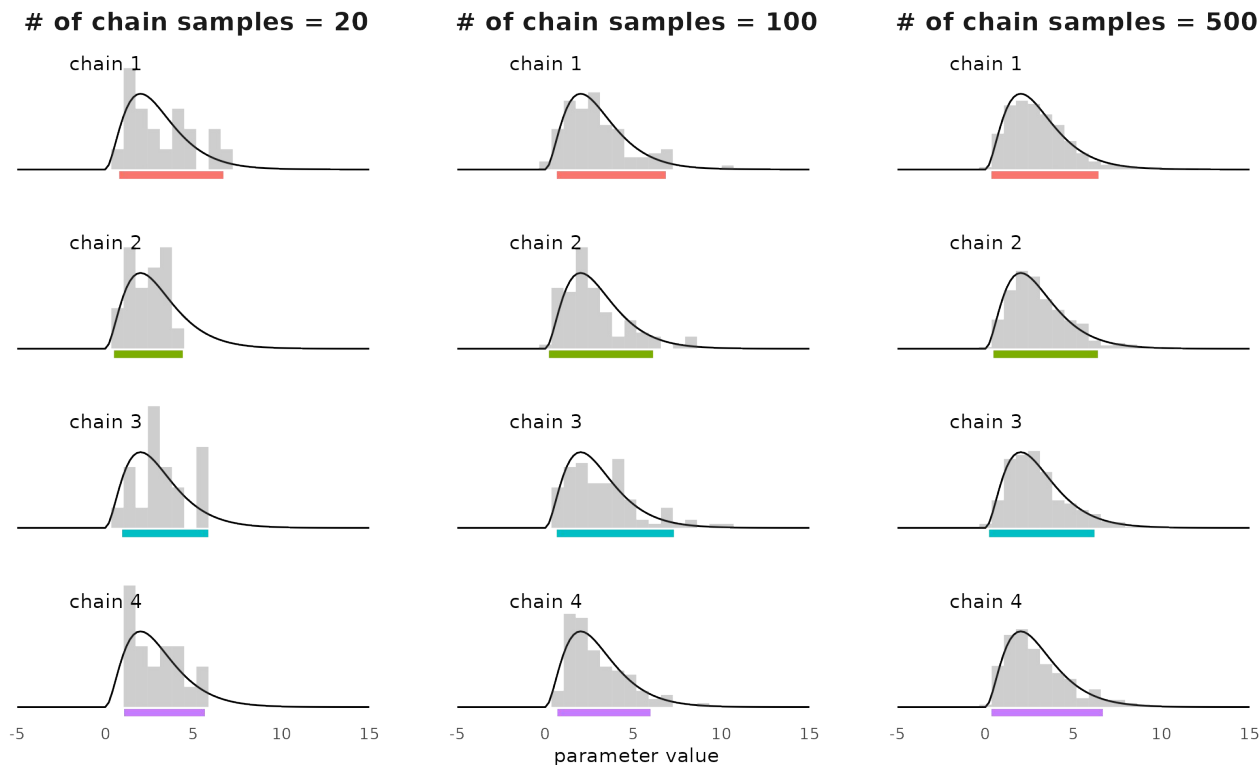 # of chain samples = 20
# of chain samples = 100
# of chain samples = 500
chain 1
chain 1
chain 1
chain 2
chain 2
chain 2
chain 3
chain 3
chain 3
chain 4
chain 4
chain 4
-5 0 5 10 15
-5 0 5 10 15
-5 0 5 10 15
parameter value